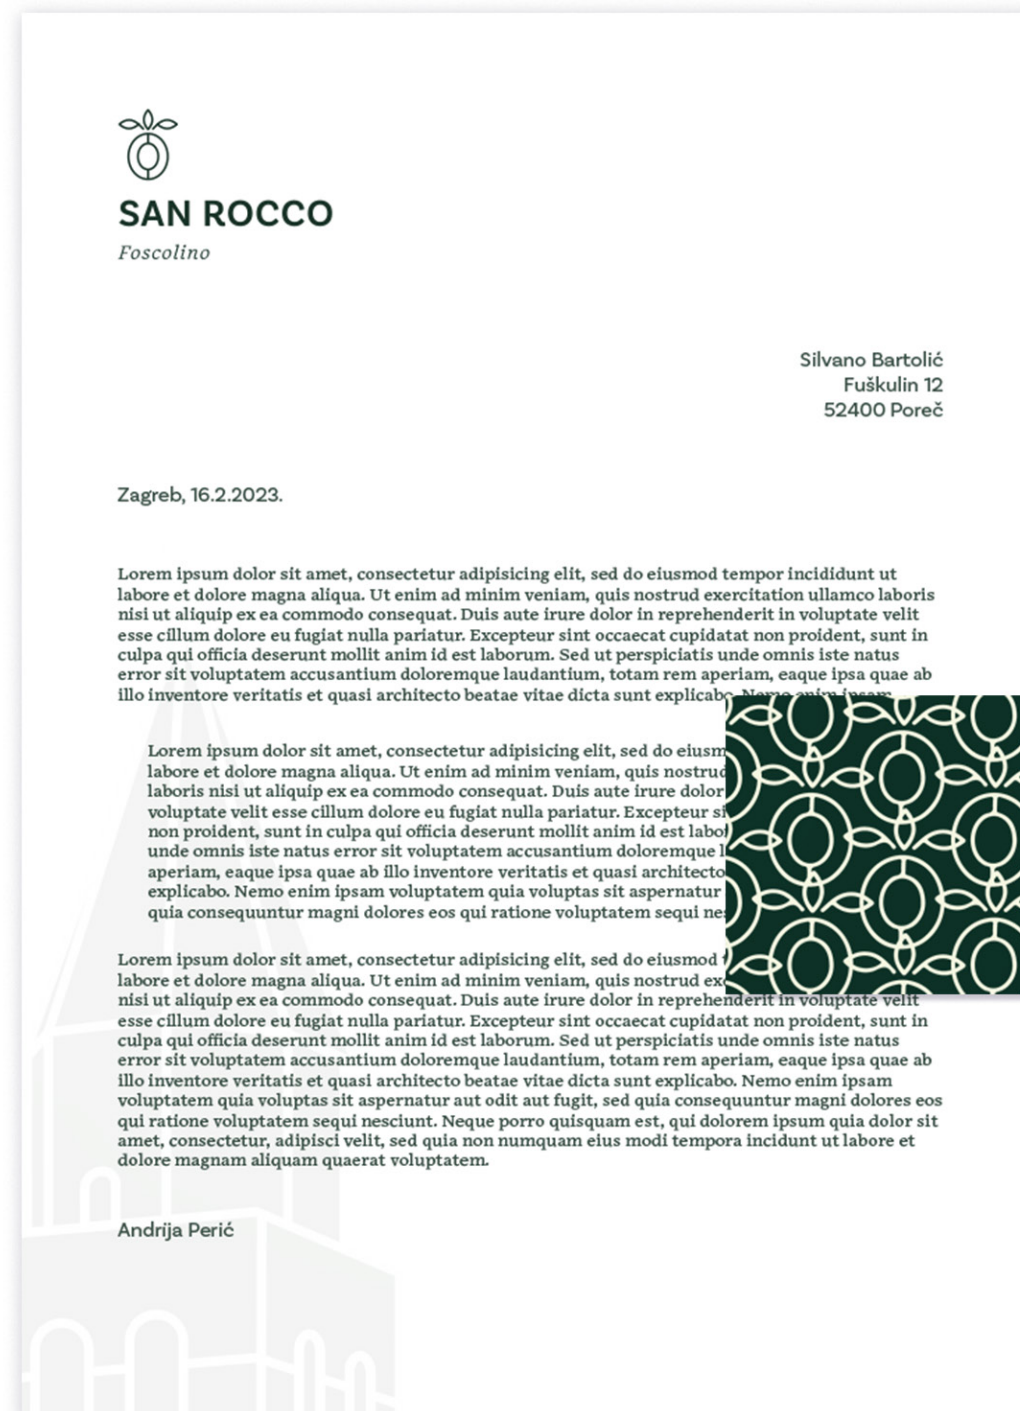 SAN ROCCO
Foscolino
Silvano Bartolić
Fuškulin 12
52400 Poreč
Zagreb, 16.2.2023.
Lorem ipsum dolor sit amet, consectetur adipisicing elit, sed do eiusmod tempor incididunt ut
labore et dolore magna aliqua. Ut enim ad minim veniam, quis nostrud exercitation ullamco laboris
nisi ut aliquip ex ea commodo consequat. Duis aute irure dolor in reprehenderit in voluptate velit
esse cillum dolore eu fugiat nulla pariatur. Excepteur sint occaecat cupidatat non proident, sunt in
culpa qui officia deserunt mollit anim id est laborum. Sed ut perspiciatis unde omnis iste natus
error sit voluptatem accusantium doloremque laudantium, totam rem aperiam, eaque ipsa quae ab
illo inventore veritatis et quasi architecto beatae vitae dicta sunt explicabo. Nemo enim ipsam
Lorem ipsum dolor sit amet, consectetur adipisicing elit, sed do eiusm
labore et dolore magna aliqua. Ut enim ad minim veniam, quis nostrud
laboris nisi ut aliquip ex ea commodo consequat. Duis aute irure dolor
voluptate velit esse cillum dolore eu fugiat nulla pariatur. Excepteur si
non proident, sunt in culpa qui officia deserunt mollit anim id est labo
unde omnis iste natus error sit voluptatem accusantium doloremque l
aperiam, eaque ipsa quae ab illo inventore veritatis et quasi architecto
explicabo. Nemo enim ipsam voluptatem quia voluptas sit aspernatur
quia consequuntur magni dolores eos qui ratione voluptatem sequi nes
Lorem ipsum dolor sit amet, consectetur adipisicing elit, sed do eiusmod
labore et dolore magna aliqua. Ut enim ad minim veniam, quis nostrud exe
nisi ut aliquip ex ea commodo consequat. Duis aute irure dolor in reprehenderit in voluptate velit
esse cillum dolore eu fugiat nulla pariatur. Excepteur sint occaecat cupidatat non proident, sunt in
culpa qui officia deserunt mollit anim id est laborum. Sed ut perspiciatis unde omnis iste natus
error sit voluptatem accusantium doloremque laudantium, totam rem aperiam, eaque ipsa quae ab
illo inventore veritatis et quasi architecto beatae vitae dicta sunt explicabo. Nemo enim ipsam
voluptatem quia voluptas sit aspernatur aut odit aut fugit, sed quia consequuntur magni dolores eos
qui ratione voluptatem sequi nesciunt. Neque porro quisquam est, qui dolorem ipsum quia dolor sit
amet, consectetur, adipisci velit, sed quia non numquam eius modi tempora incidunt ut labore et
dolore magnam aliquam quaerat voluptatem.
Andrija Perić